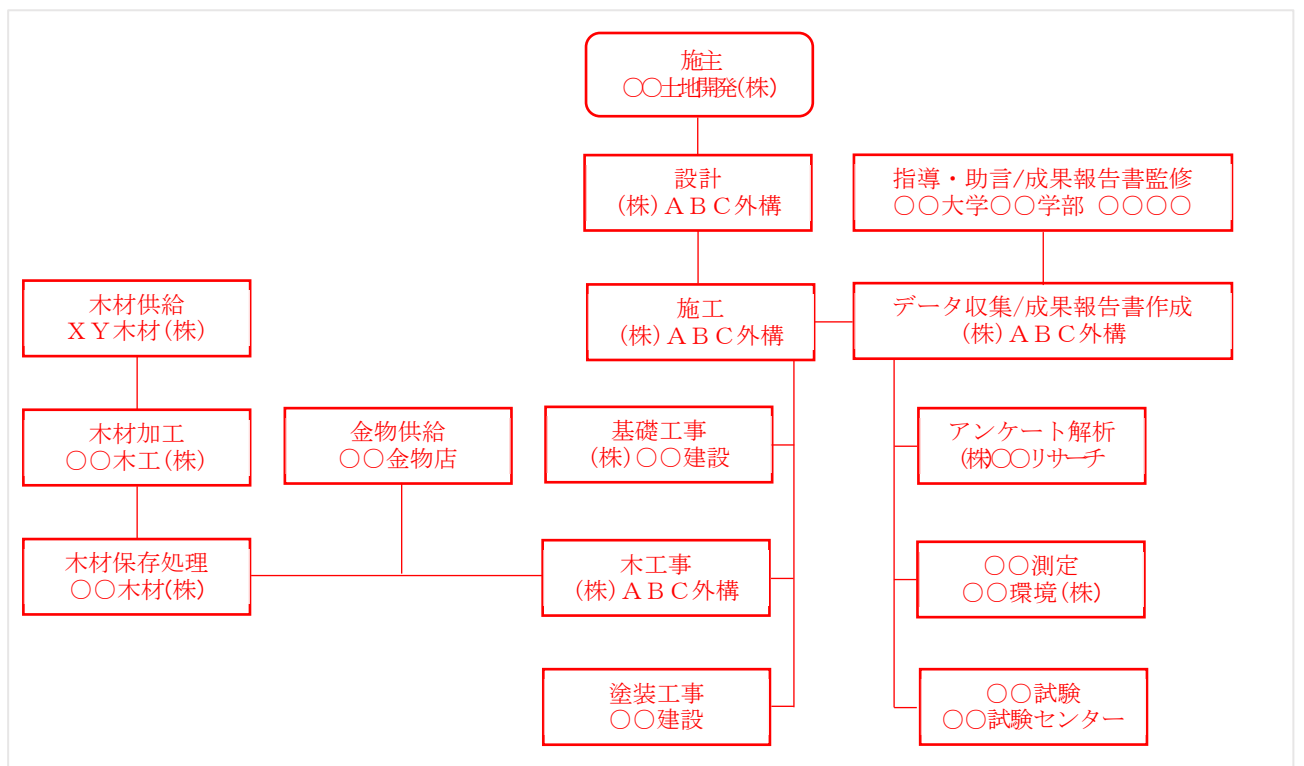 施主
○○土地開発(株)
設計
(株)ＡＢＣ外構
指導・助言/成果報告書監修
○○大学○○学部 ○○○○
木材供給
ＸＹ木材(株)
施工
(株)ＡＢＣ外構
データ収集/成果報告書作成
(株)ＡＢＣ外構
木材加工
○○木工(株)
金物供給
○○金物店
基礎工事
(株)○○建設
アンケート解析
(株)○○リサーチ
木材保存処理
○○木材(株)
木工事
(株)ＡＢＣ外構
○○測定
○○環境(株)
塗装工事
○○建設
○○試験
○○試験センター